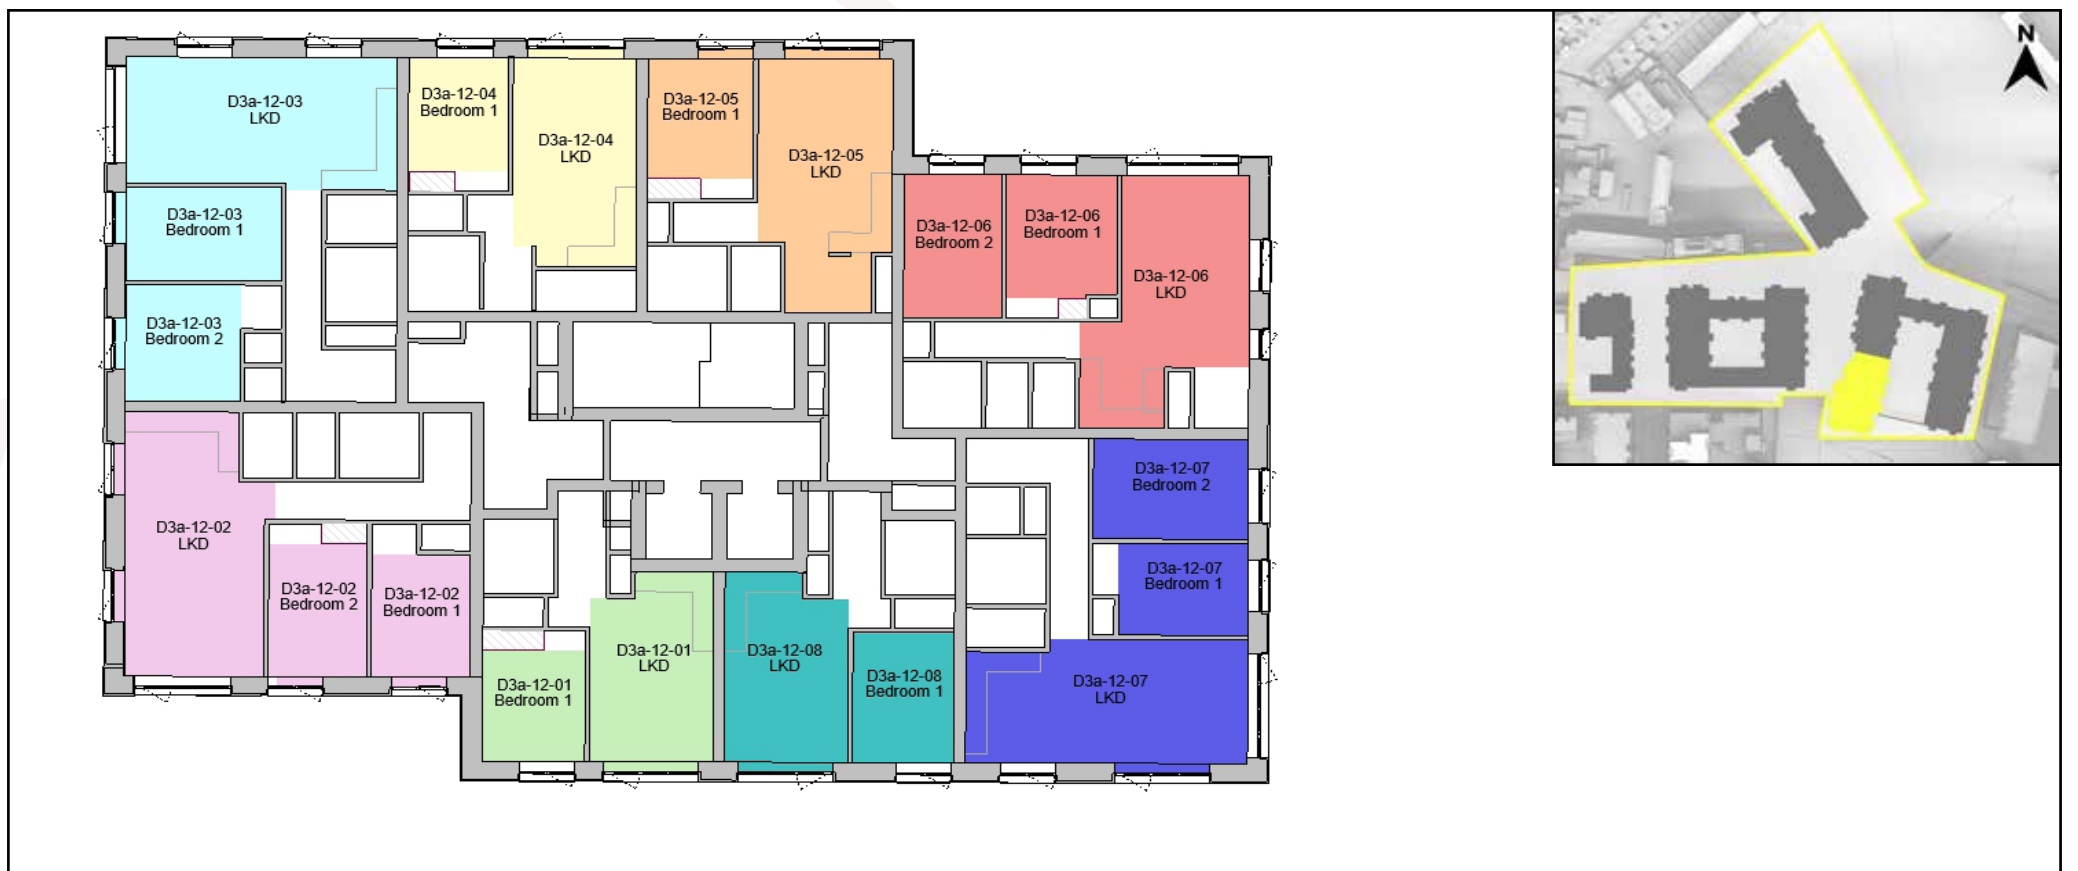 D3a-12-03
LKD
D3a-12-04
Bedroom 1
D3a-12-04
LKD
D3a-12-05
Bedroom 1
D3a-12-05
LKD
D3a-12-03
Bedroom 1
D3a-12-06
Bedroom 2
D3a-12-06
Bedroom 1
D3a-12-06
LKD
D3a-12-03
Bedroom 2
D3a-12-07
Bedroom 2
D3a-12-02
LKD
D3a-12-02
Bedroom 2
D3a-12-02
Bedroom 1
D3a-12-07
Bedroom 1
D3a-12-01
Bedroom 1
D3a-12-01
LKD
D3a-12-08
LKD
D3a-12-08
Bedroom 1
D3a-12-07
LKD
N